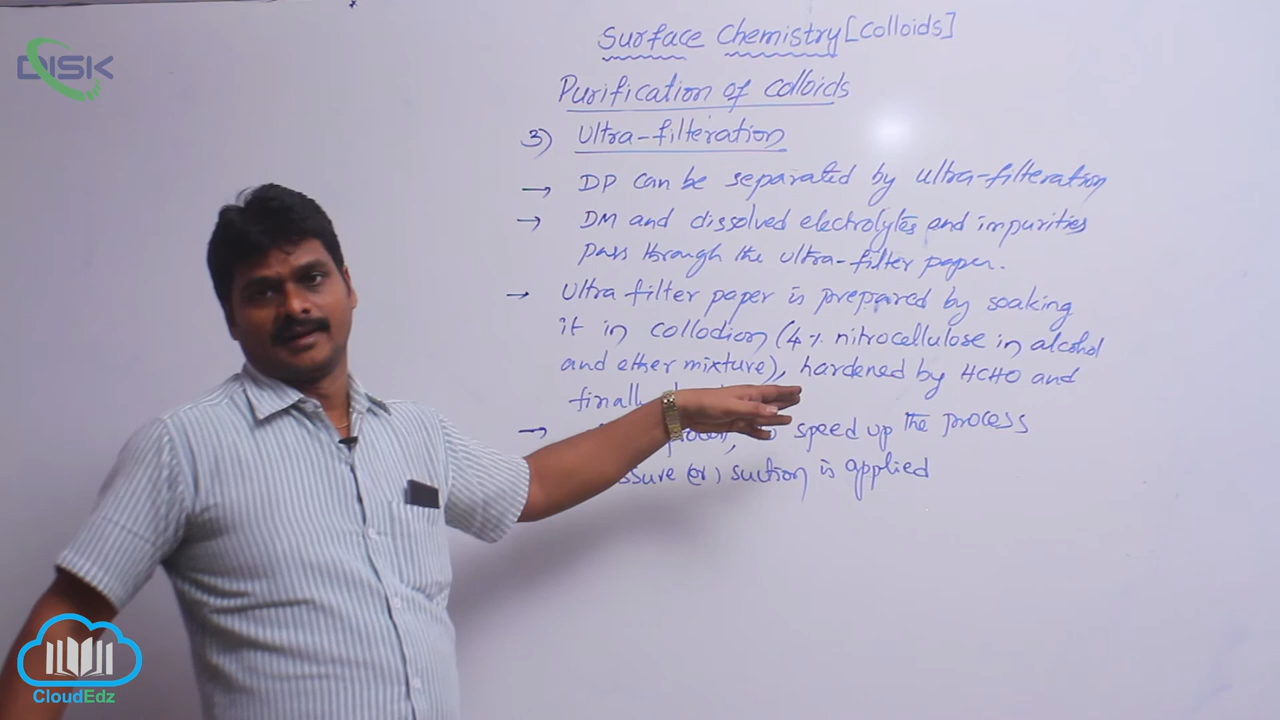 DISK
Surface Chemistry [Colloids]
Purification of colloids
3) Ultra-filteration
→ DP can be separated by ultra-filteration
→ DM and dissolved electrolytes and impurities
pass through the ultra-filter paper.
→ Ultra filter paper is prepared by soaking
it in collodion (4% nitrocellulose in alcohol
and ether mixture), hardened by HCHO and
→ speed up the process
(or) suction is applied
CloudEdz